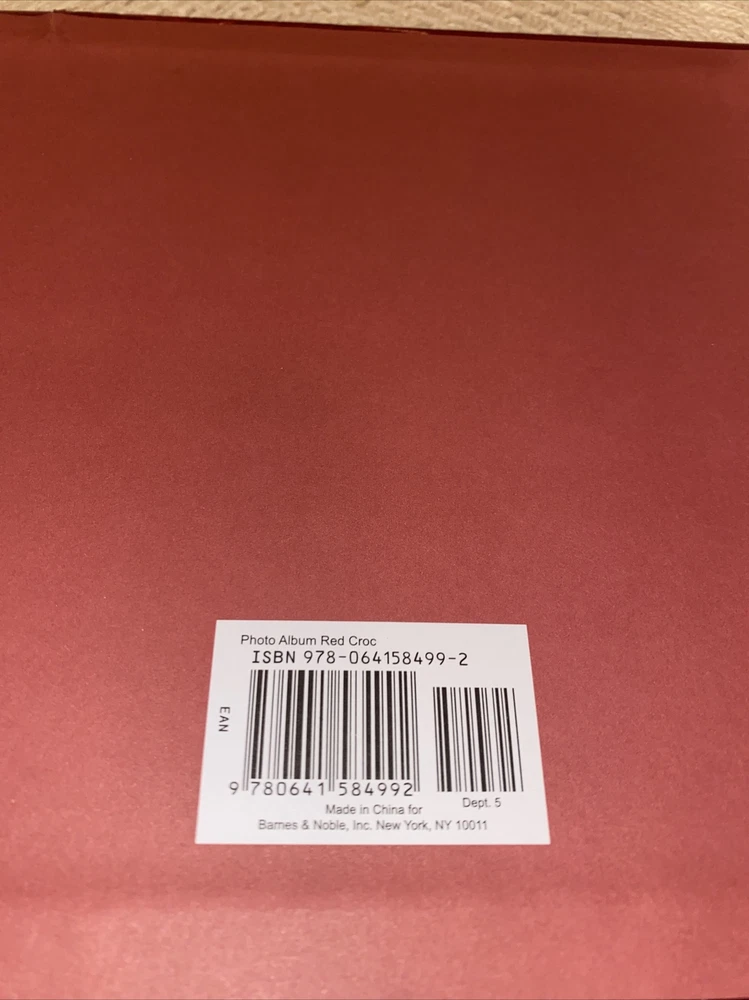 Photo Album Red Croc
ISBN 978-064158499-2
EAN
9 780641 584992
Dept. 5
Made in China for
Barnes & Noble, Inc. New York, NY 10011